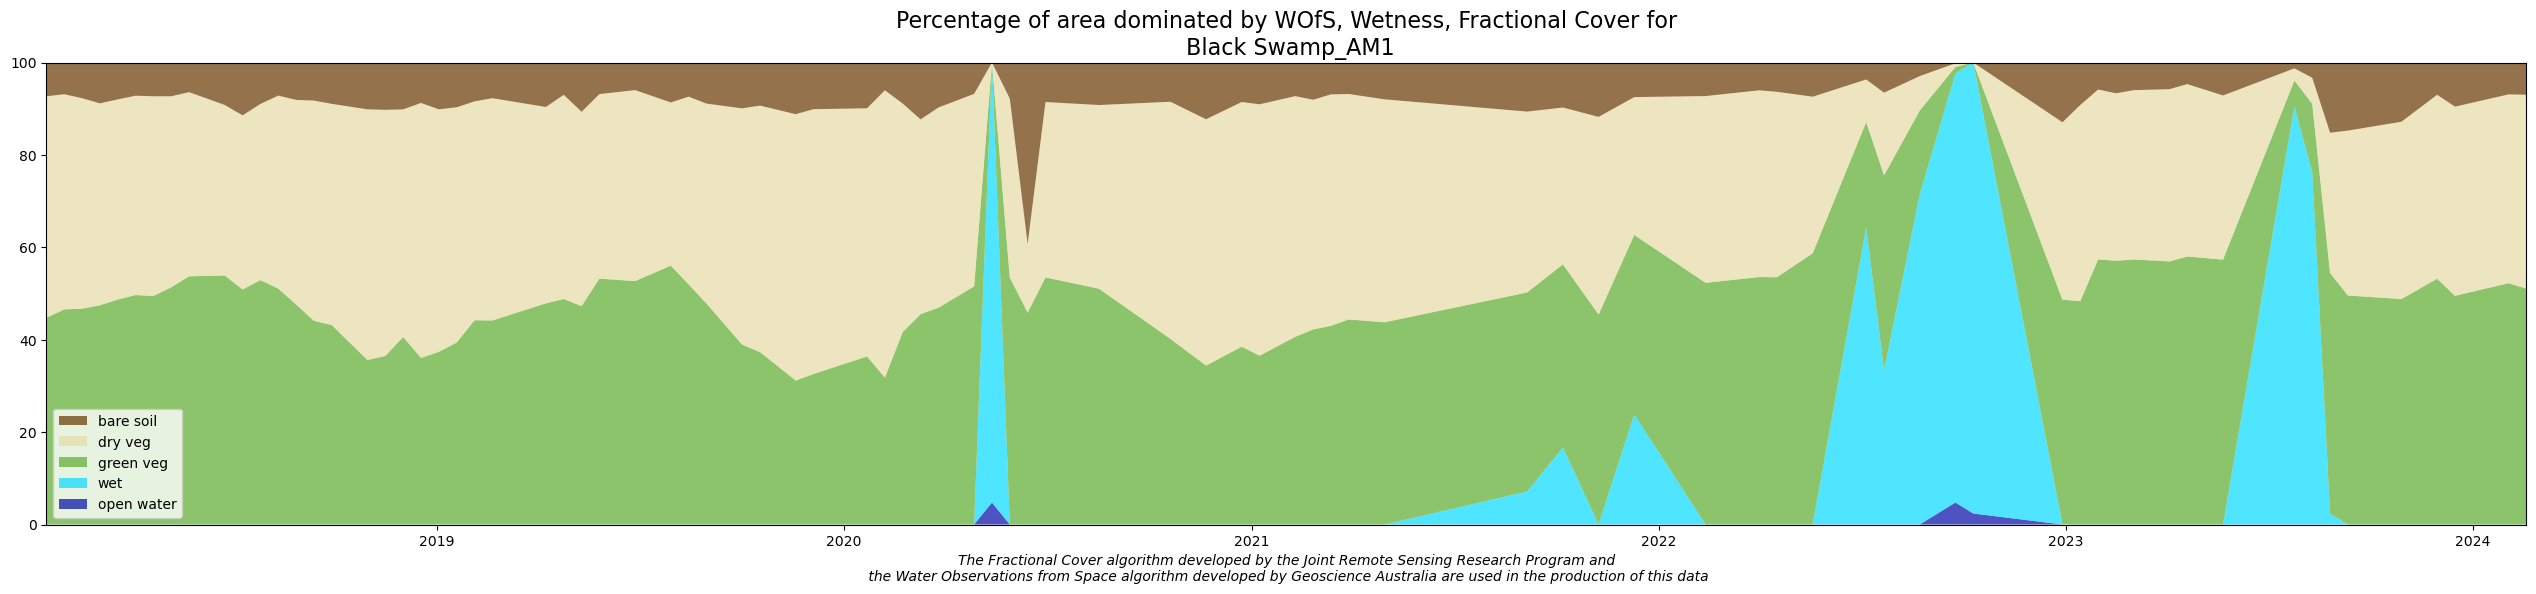 Percentage of area dominated by WOfS, Wetness, Fractional Cover for
Black Swamp_AM1
100
80
60
40
20
0
bare soil
dry veg
green veg
wet
open water
2019
2020
2021
2022
2023
2024
The Fractional Cover algorithm developed by the Joint Remote Sensing Research Program and
the Water Observations from Space algorithm developed by Geoscience Australia are used in the production of this data